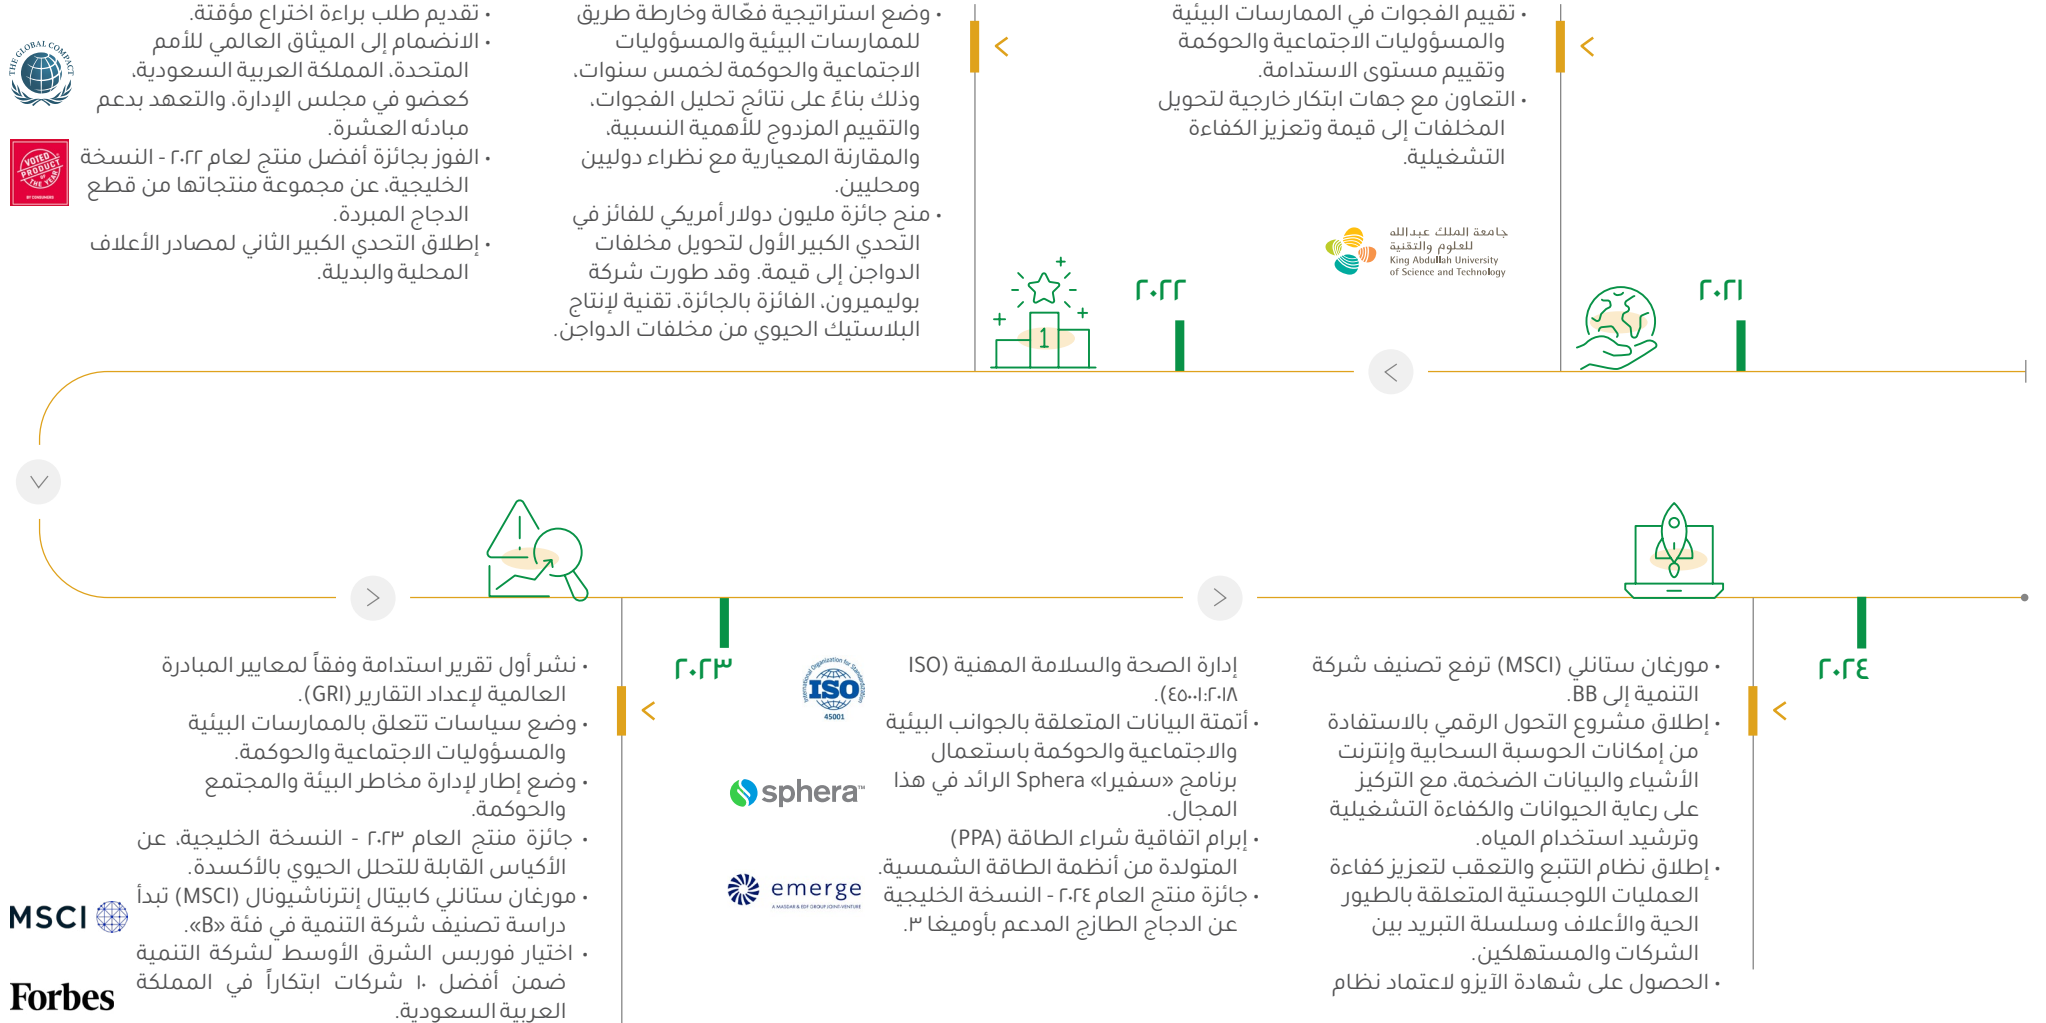 ٢٠٢١
• تقييم الفجوات في الممارسات البيئية
والمسؤوليات الاجتماعية والحوكمة
وتقييم مستوى الاستدامة.
• التعاون مع جهات ابتكار خارجية لتحويل
المخلفات إلى قيمة وتعزيز الكفاءة
التشغيلية.
جامعة الملك عبدالله
للعلوم والتقنية
King Abdullah University
of Science and Technology
٢٠٢٢
1
• وضع استراتيجية فعّالة وخارطة طريق
للممارسات البيئية والمسؤوليات
الاجتماعية والحوكمة لخمس سنوات،
وذلك بناءً على نتائج تحليل الفجوات،
والتقييم المزدوج للأهمية النسبية،
والمقارنة المعيارية مع نظراء دوليين
ومحليين.
• منح جائزة مليون دولار أمريكي للفائز في
التحدي الكبير الأول لتحويل مخلفات
الدواجن إلى قيمة. وقد طورت شركة
بوليميرون، الفائزة بالجائزة، تقنية لإنتاج
البلاستيك الحيوي من مخلفات الدواجن.
• تقديم طلب براءة اختراع مؤقتة.
• الانضمام إلى الميثاق العالمي للأمم
المتحدة، المملكة العربية السعودية،
كعضو في مجلس الإدارة، والتعهد بدعم
مبادئه العشرة.
• الفوز بجائزة أفضل منتج لعام ٢٠٢٢ - النسخة
الخليجية، عن مجموعة منتجاتها من قطع
الدجاج المبردة.
• إطلاق التحدي الكبير الثاني لمصادر الأعلاف
المحلية والبديلة.
THE GLOBAL COMPACT
VOTED
PRODUCT
OF
THE YEAR
BY CONSUMERS
٢٠٢٣
• نشر أول تقرير استدامة وفقاً لمعايير المبادرة
العالمية لإعداد التقارير (GRI).
• وضع سياسات تتعلق بالممارسات البيئية
والمسؤوليات الاجتماعية والحوكمة.
• وضع إطار لإدارة مخاطر البيئة والمجتمع
والحوكمة.
• جائزة منتج العام ٢٠٢٣ - النسخة الخليجية، عن
الأكياس القابلة للتحلل الحيوي بالأكسدة.
• مورغان ستانلي كابيتال إنترناشيونال (MSCI) تبدأ
دراسة تصنيف شركة التنمية في فئة «B».
• اختيار فوربس الشرق الأوسط لشركة التنمية
ضمن أفضل ١٠ شركات ابتكاراً في المملكة
العربية السعودية.
MSCI
Forbes
٢٠٢٤
• مورغان ستانلي (MSCI) ترفع تصنيف شركة
التنمية إلى BB.
• إطلاق مشروع التحول الرقمي بالاستفادة
من إمكانات الحوسبة السحابية وإنترنت
الأشياء والبيانات الضخمة، مع التركيز
على رعاية الحيوانات والكفاءة التشغيلية
وترشيد استخدام المياه.
• إطلاق نظام التتبع والتعقب لتعزيز كفاءة
العمليات اللوجستية المتعلقة بالطيور
الحية والأعلاف وسلسلة التبريد بين
الشركات والمستهلكين.
• الحصول على شهادة الآيزو لاعتماد نظام
إدارة الصحة والسلامة المهنية (ISO
٤٥٠٠١:٢٠١٨).
• أتمتة البيانات المتعلقة بالجوانب البيئية
والاجتماعية والحوكمة باستعمال
برنامج «سفيرا» Sphera الرائد في هذا
المجال.
• إبرام اتفاقية شراء الطاقة (PPA)
المتولدة من أنظمة الطاقة الشمسية.
• جائزة منتج العام ٢٠٢٤ - النسخة الخليجية
عن الدجاج الطازج المدعم بأوميغا ٣.
International Organization for Standardization
ISO
45001
sphera™
emerge
A MASDAR & EDF GROUP JOINT-VENTURE